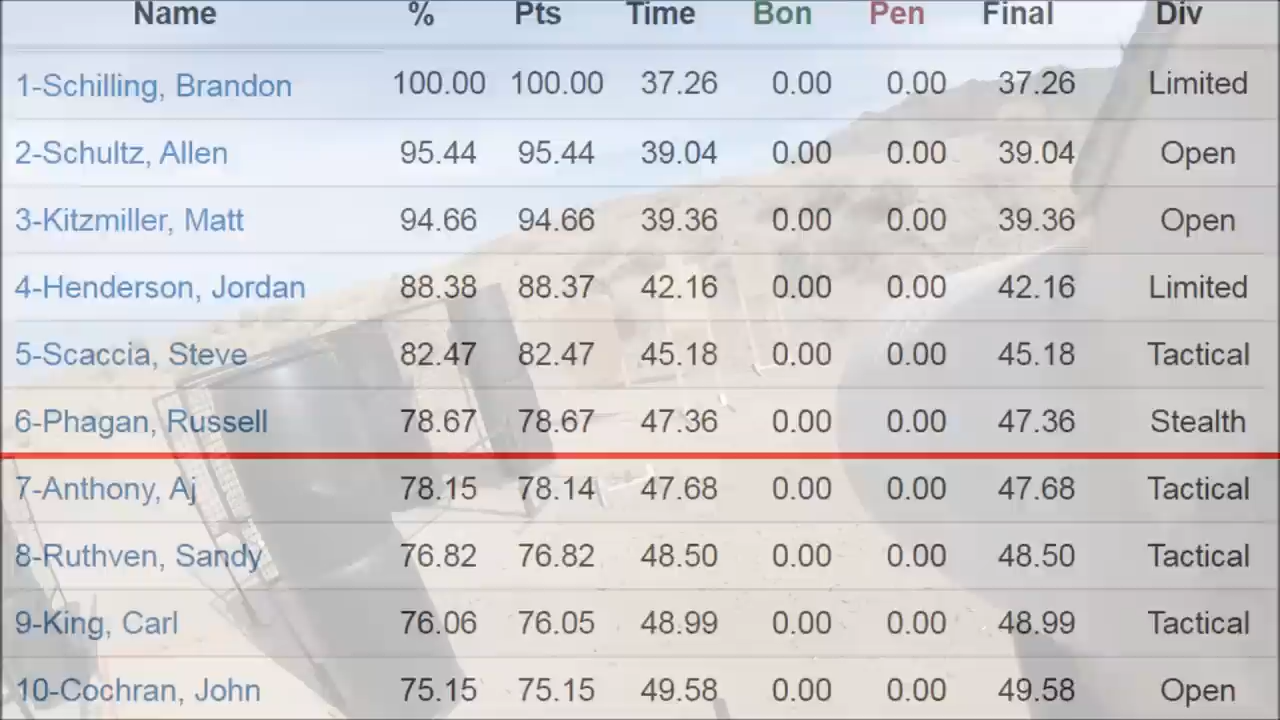 Name % Pts Time Bon Pen Final Div
1-Schilling, Brandon 100.00 100.00 37.26 0.00 0.00 37.26 Limited
2-Schultz, Allen 95.44 95.44 39.04 0.00 0.00 39.04 Open
3-Kitzmiller, Matt 94.66 94.66 39.36 0.00 0.00 39.36 Open
4-Henderson, Jordan 88.38 88.37 42.16 0.00 0.00 42.16 Limited
5-Scaccia, Steve 82.47 82.47 45.18 0.00 0.00 45.18 Tactical
6-Phagan, Russell 78.67 78.67 47.36 0.00 0.00 47.36 Stealth
7-Anthony, Aj 78.15 78.14 47.68 0.00 0.00 47.68 Tactical
8-Ruthven, Sandy 76.82 76.82 48.50 0.00 0.00 48.50 Tactical
9-King, Carl 76.06 76.05 48.99 0.00 0.00 48.99 Tactical
10-Cochran, John 75.15 75.15 49.58 0.00 0.00 49.58 Open